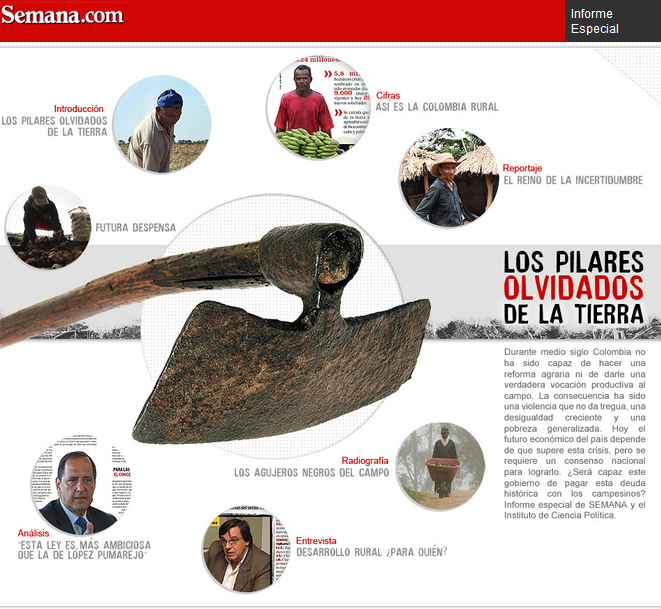 Semana.com
Informe
Especial
Introducción
LOS PILARES OLVIDADOS
DE LA TIERRA
Cifras
ASÍ ES LA COLOMBIA RURAL
Reportaje
EL REINO DE LA INCERTIDUMBRE
FUTURA DESPENSA
LOS PILARES
OLVIDADOS
DE LA TIERRA
Durante medio siglo Colombia no
ha sido capaz de hacer una
reforma agraria ni de darle una
verdadera vocación productiva al
campo. La consecuencia ha sido
una violencia que no da tregua, una
desigualdad creciente y una
pobreza generalizada. Hoy el
futuro económico del país depende
de que supere esta crisis, pero se
requiere un consenso nacional
para lograrlo. ¿Será capaz este
gobierno de pagar esta deuda
histórica con los campesinos?
Informe especial de SEMANA y el
Instituto de Ciencia Política.
Radiografía
LOS AGUJEROS NEGROS DEL CAMPO
Análisis
"ESTA LEY ES MÁS AMBICIOSA
QUE LA DE LÓPEZ PUMAREJO"
Entrevista
DESARROLLO RURAL ¿PARA QUIÉN?